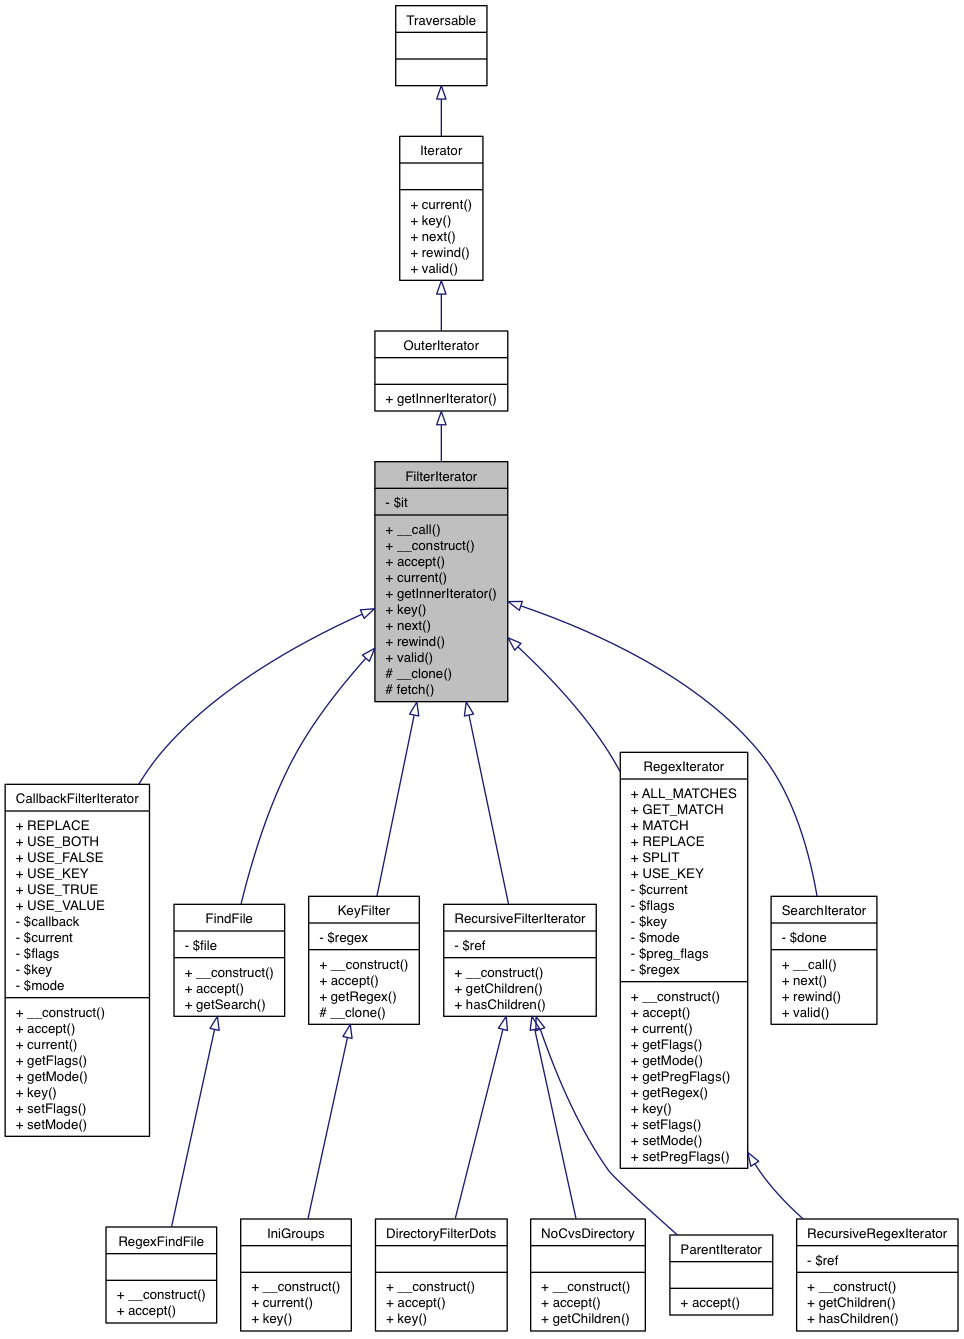 Traversable
Iterator
+ current()
+ key()
+ next()
+ rewind()
+ valid()
OuterIterator
+ getInnerIterator()
FilterIterator
- $it
+ __call()
+ __construct()
+ accept()
+ current()
+ getInnerIterator()
+ key()
+ next()
+ rewind()
+ valid()
# __clone()
# fetch()
CallbackFilterIterator
+ REPLACE
+ USE_BOTH
+ USE_FALSE
+ USE_KEY
+ USE_TRUE
+ USE_VALUE
- $callback
- $current
- $flags
- $key
- $mode
+ __construct()
+ accept()
+ current()
+ getFlags()
+ getMode()
+ key()
+ setFlags()
+ setMode()
FindFile
- $file
+ __construct()
+ accept()
+ getSearch()
KeyFilter
- $regex
+ __construct()
+ accept()
+ getRegex()
# __clone()
RecursiveFilterIterator
- $ref
+ __construct()
+ getChildren()
+ hasChildren()
RegexIterator
+ ALL_MATCHES
+ GET_MATCH
+ MATCH
+ REPLACE
+ SPLIT
+ USE_KEY
- $current
- $flags
- $key
- $mode
- $preg_flags
- $regex
+ __construct()
+ accept()
+ current()
+ getFlags()
+ getMode()
+ getPregFlags()
+ getRegex()
+ key()
+ setFlags()
+ setMode()
+ setPregFlags()
SearchIterator
- $done
+ __call()
+ next()
+ rewind()
+ valid()
RegexFindFile
+ __construct()
+ accept()
IniGroups
+ __construct()
+ current()
+ key()
DirectoryFilterDots
+ __construct()
+ accept()
+ key()
NoCvsDirectory
+ __construct()
+ accept()
+ getChildren()
ParentIterator
+ accept()
RecursiveRegexIterator
- $ref
+ __construct()
+ getChildren()
+ hasChildren()